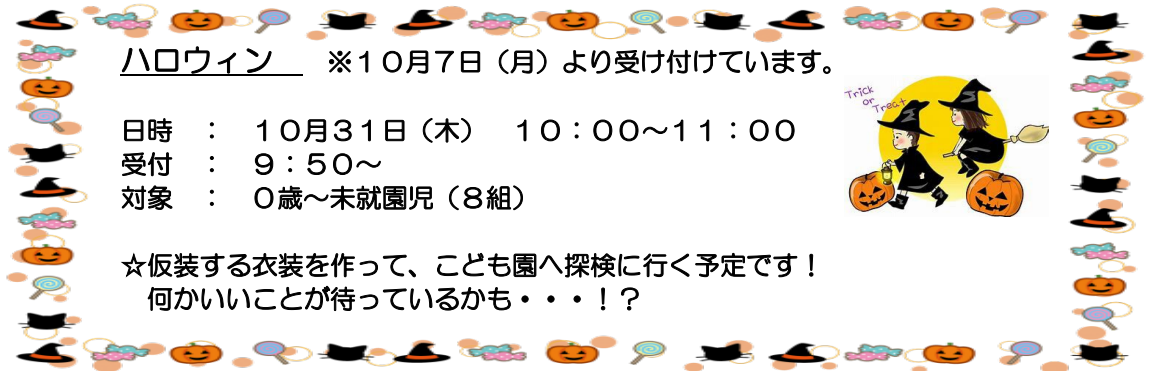 ハロウィン　※１０月７日（月）より受け付けています。
Trick
or
Treat
日時　：　１０月３１日（木）　１０：００～１１：００
受付　：　９：５０～
対象　：　０歳～未就園児（８組）
☆仮装する衣装を作って、こども園へ探検に行く予定です！
何かいいことが待っているかも・・・！？